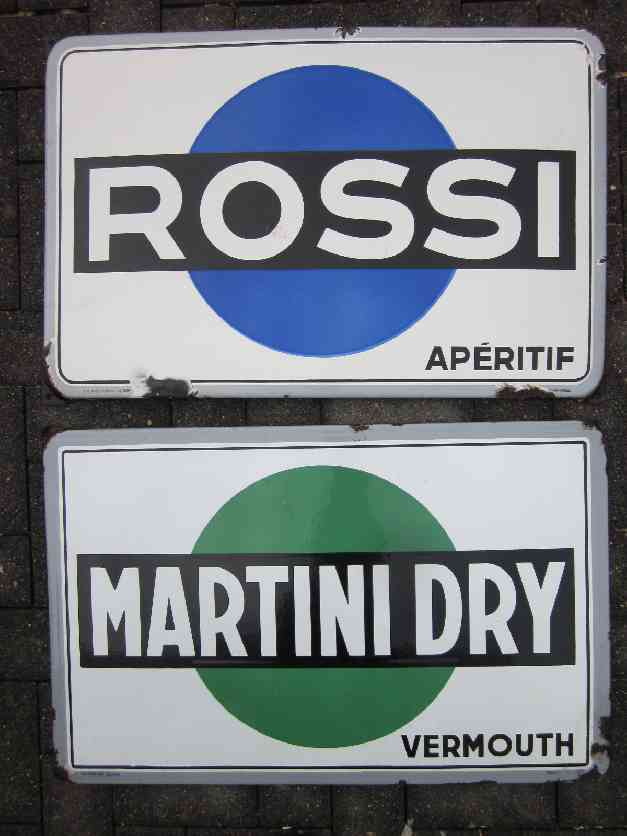 ROSSI
APÉRITIF
MARTINI DRY
VERMOUTH